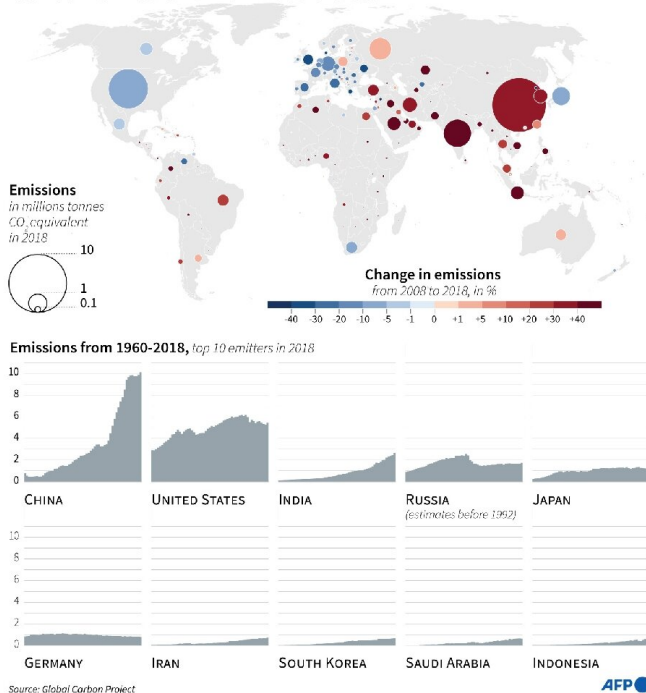 Emissions
in millions tonnes
CO2 equivalent
in 2018
10
1
0.1
Change in emissions
from 2008 to 2018, in %
-40 -30 -20 -10 -5 -1 0 +1 +5 +10 +20 +30 +40
Emissions from 1960-2018, top 10 emitters in 2018
10
8
6
4
2
0
CHINA UNITED STATES INDIA RUSSIA JAPAN
(estimates before 1992)
10
8
6
4
2
0
GERMANY IRAN SOUTH KOREA SAUDI ARABIA INDONESIA
Source: Global Carbon Project
AFP